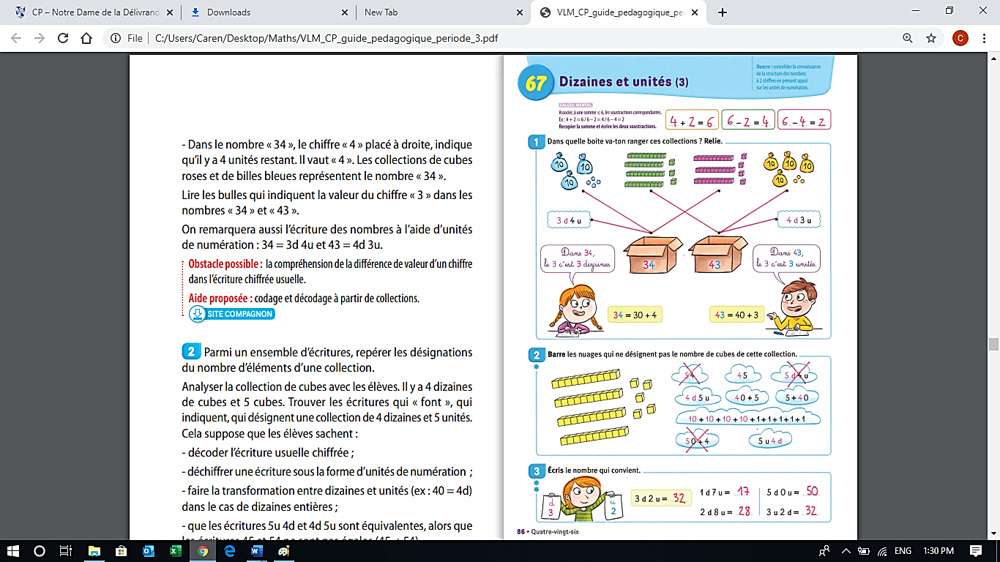 CP – Notre Dame de la Délivrand
Downloads
New Tab
VLM_CP_guide_pedagogique_pe
File
C:/Users/Caren/Desktop/Maths/VLM_CP_guide_pedagogique_periode_3.pdf
C
- Dans le nombre « 34 », le chiffre « 4 » placé à droite, indique
qu'il y a 4 unités restant. Il vaut « 4 ». Les collections de cubes
roses et de billes bleues représentent le nombre « 34 ».
Lire les bulles qui indiquent la valeur du chiffre « 3 » dans les
nombres « 34 » et « 43 ».
On remarquera aussi l'écriture des nombres à l'aide d'unités
de numération : 34 = 3d 4u et 43 = 4d 3u.
Obstacle possible : la compréhension de la différence de valeur d'un chiffre
dans l'écriture chiffrée usuelle.
Aide proposée : codage et décodage à partir de collections.
SITE COMPAGNON
2 Parmi un ensemble d'écritures, repérer les désignations
du nombre d'éléments d'une collection.
Analyser la collection de cubes avec les élèves. Il y a 4 dizaines
de cubes et 5 cubes. Trouver les écritures qui « font », qui
indiquent, qui désignent une collection de 4 dizaines et 5 unités.
Cela suppose que les élèves sachent :
- décoder l'écriture usuelle chiffrée ;
- déchiffrer une écriture sous la forme d'unités de numération ;
- faire la transformation entre dizaines et unités (ex : 40 = 4d)
dans le cas de dizaines entières ;
- que les écritures 5u 4d et 4d 5u sont équivalentes, alors que
67 Dizaines et unités (3)
OBJECTIF : consolider la connaissance
de la structure des nombres
à 2 chiffres en prenant appui
sur les unités de numération.
CALCUL MENTAL
Associer, à une somme ≤ 6, les soustractions correspondantes.
Ex : 4 + 2 = 6 / 6 – 2 = 4 / 6 – 4 = 2
Recopier la somme et écrire les deux soustractions.
4 + 2 = 6
6 – 2 = 4
6 – 4 = 2
1 Dans quelle boite va-ton ranger ces collections ? Relie.
10 10 10
10 10 10 10
3 d 4 u
4 d 3 u
Dans 34,
le 3 c'est 3 dizaines.
34
43
Dans 43,
le 3 c'est 3 unités.
34 = 30 + 4
43 = 40 + 3
2 Barre les nuages qui ne désignent pas le nombre de cubes de cette collection.
54
45
5 d 4 u
4 d 5 u
40 + 5
5 + 40
10 + 10 + 10 + 10 + 1 + 1 + 1 + 1 + 1
50 + 4
5 u 4 d
3 Écris le nombre qui convient.
d
3
u
2
3 d 2 u = 32
1 d 7 u = 17
5 d 0 u = 50
2 d 8 u = 28
3 u 2 d = 32
86 • Quatre-vingt-six
ENG
1:30 PM